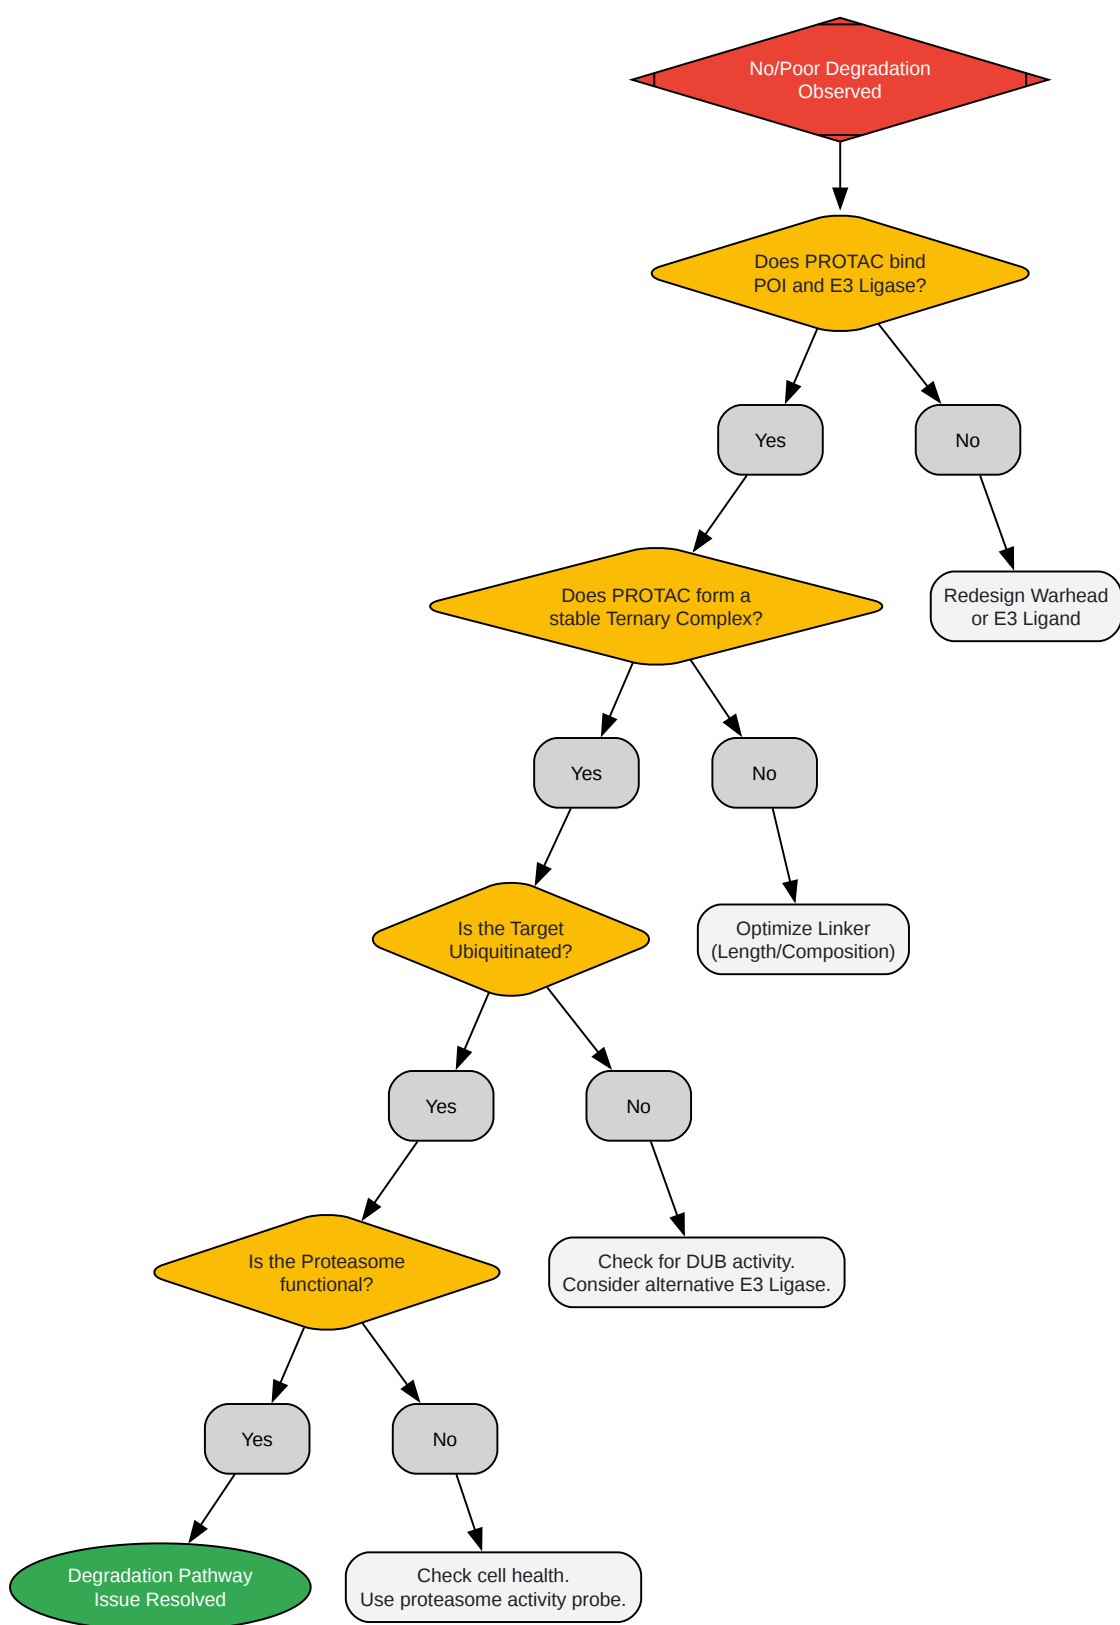 No/Poor Degradation
Observed
Does PROTAC bind
POI and E3 Ligase?
Yes
No
Does PROTAC form a
stable Ternary Complex?
Redesign Warhead
or E3 Ligand
Yes
No
Is the Target
Ubiquitinated?
Optimize Linker
(Length/Composition)
Yes
No
Is the Proteasome
functional?
Check for DUB activity.
Consider alternative E3 Ligase.
Yes
No
Degradation Pathway
Issue Resolved
Check cell health.
Use proteasome activity probe.